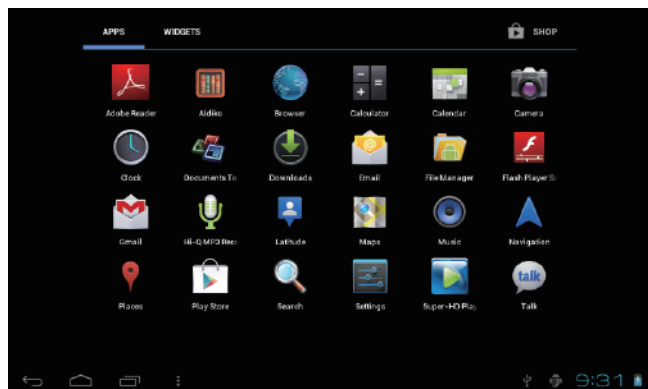 APPS WIDGETS SHOP
Adobe Reader Aldiko Browser Calculator Calendar Camera
Clock Documents To Downloads Email File Manager Flash Player S
Gmail Hi-Q MP3 Rec Latitude Maps Music Navigation
Places Play Store Search Settings Super-HD Play Talk
talk
9:31